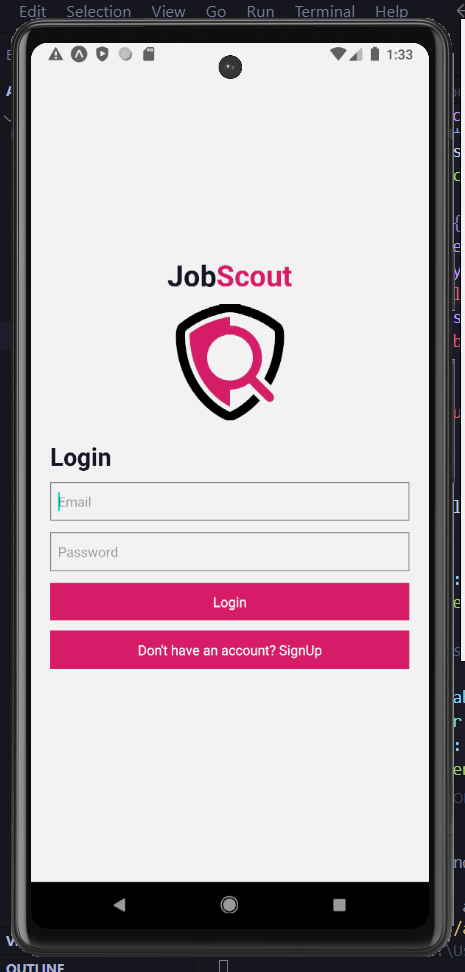 Edit Selection View Go Run Terminal Help
1:33
JobScout
Login
Email
Password
Login
Don't have an account? SignUp
OUTLINE